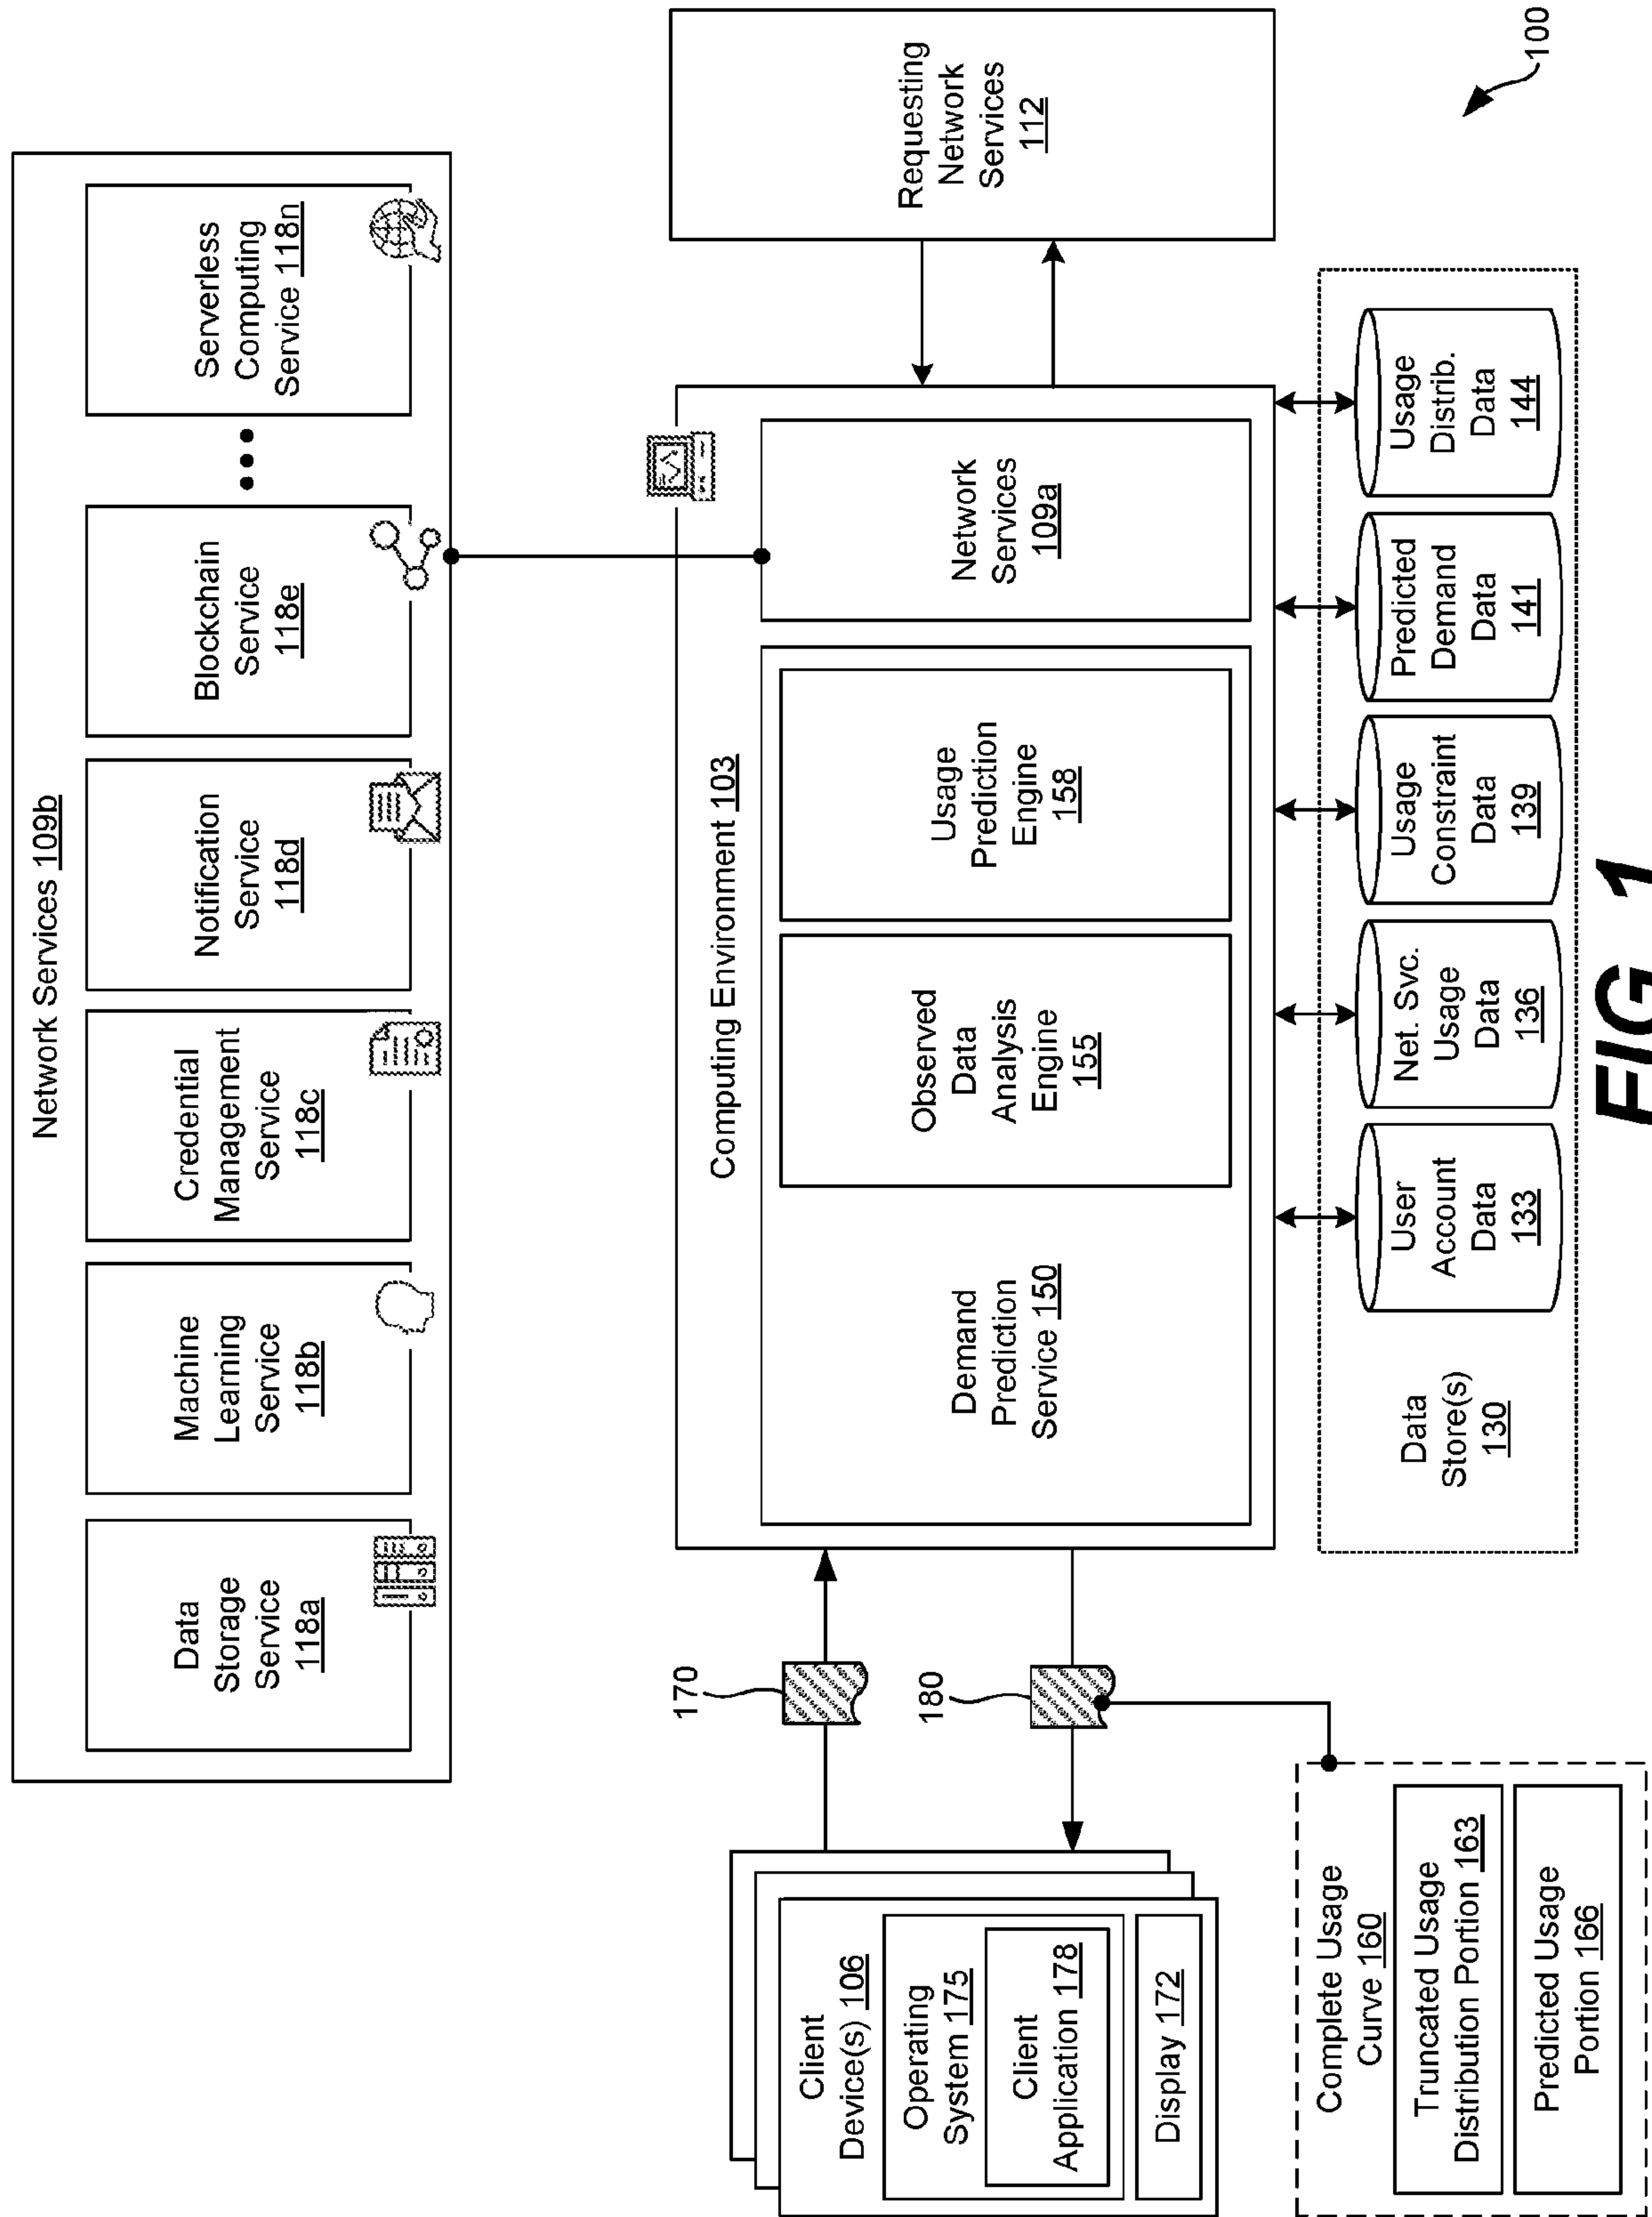 Network Services 109b
Data
Storage
Service
118a
Machine
Learning
Service
118b
Credential
Management
Service
118c
Notification
Service
118d
Blockchain
Service
118e
Serverless
Computing
Service 118n
Computing Environment 103
Demand
Prediction
Service 150
Observed
Data
Analysis
Engine
155
Usage
Prediction
Engine
158
Network
Services
109a
Requesting
Network
Services
112
170
180
Client
Device(s) 106
Operating
System 175
Client
Application 178
Display 172
Complete Usage
Curve 160
Truncated Usage
Distribution Portion 163
Predicted Usage
Portion 166
Data
Store(s)
130
User
Account
Data
133
Net. Svc.
Usage
Data
136
Usage
Constraint
Data
139
Predicted
Demand
Data
141
Usage
Distrib.
Data
144
100
FIG. 1